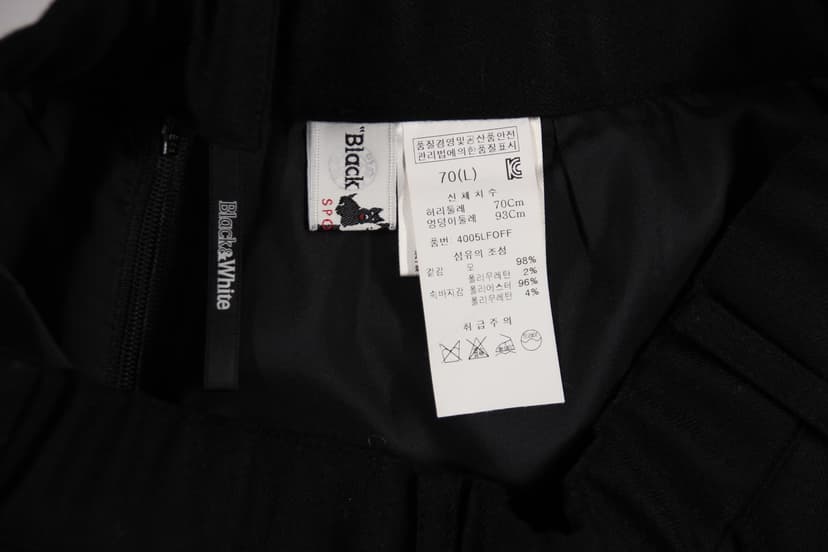 Black&White
"Black
SPO
품질경영및공산품안전
관리법에의한품질표시
70(L)
신체치수
허리둘레 70Cm
엉덩이둘레 93Cm
품번 4005LFOFF
섬유의 조성
겉감 모 98%
폴리우레탄 2%
속바지감 폴리에스터 96%
폴리우레탄 4%
취급주의